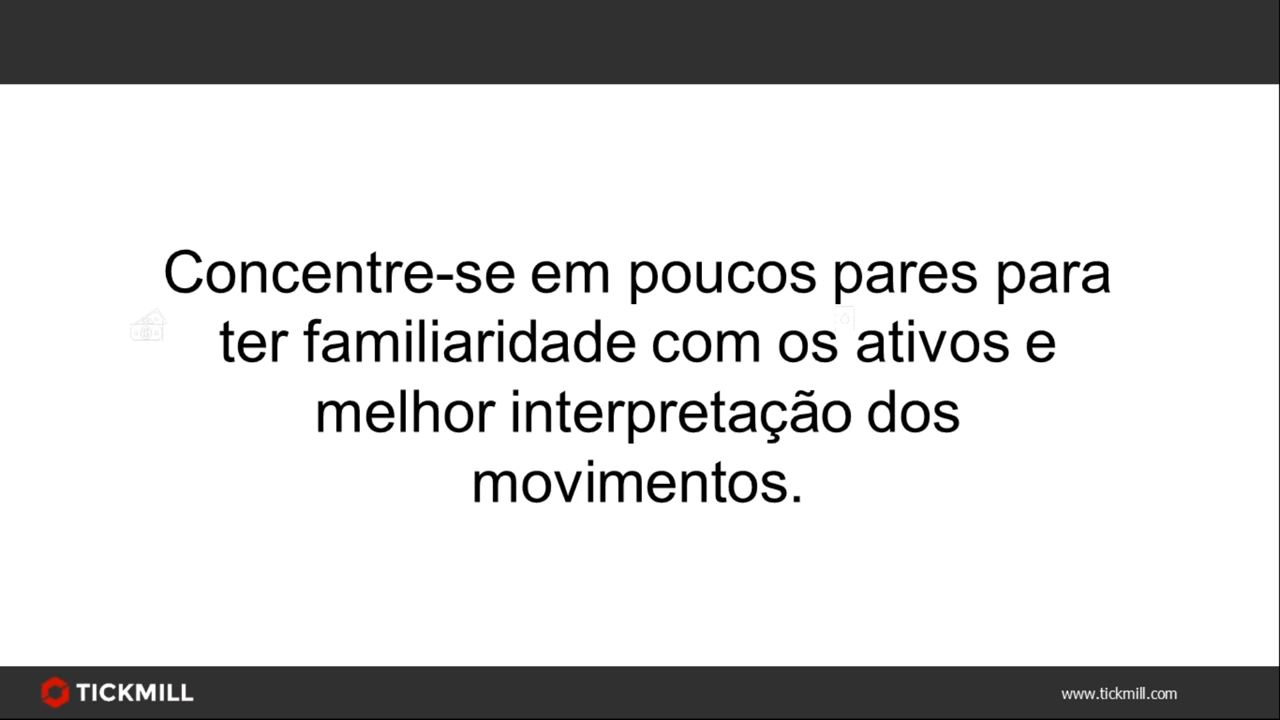 Concentre-se em poucos pares para
ter familiaridade com os ativos e
melhor interpretação dos
movimentos.
TICKMILL
www.tickmill.com